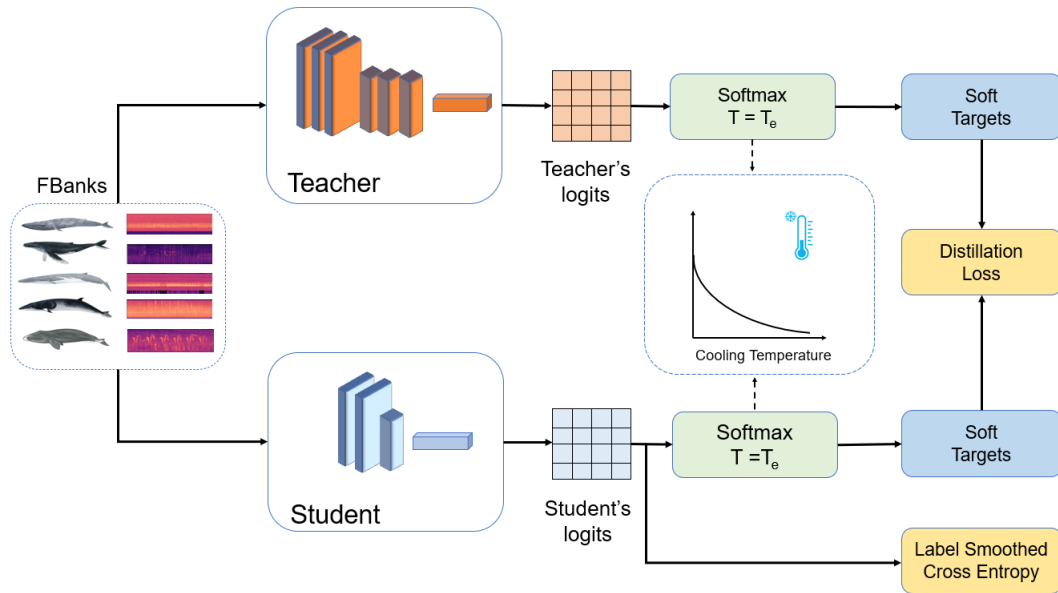 FBanks
Teacher
Teacher's
logits
Softmax
T = Tₑ
Soft
Targets
Cooling Temperature
Distillation
Loss
Student
Student's
logits
Softmax
T =Tₑ
Soft
Targets
Label Smoothed
Cross Entropy